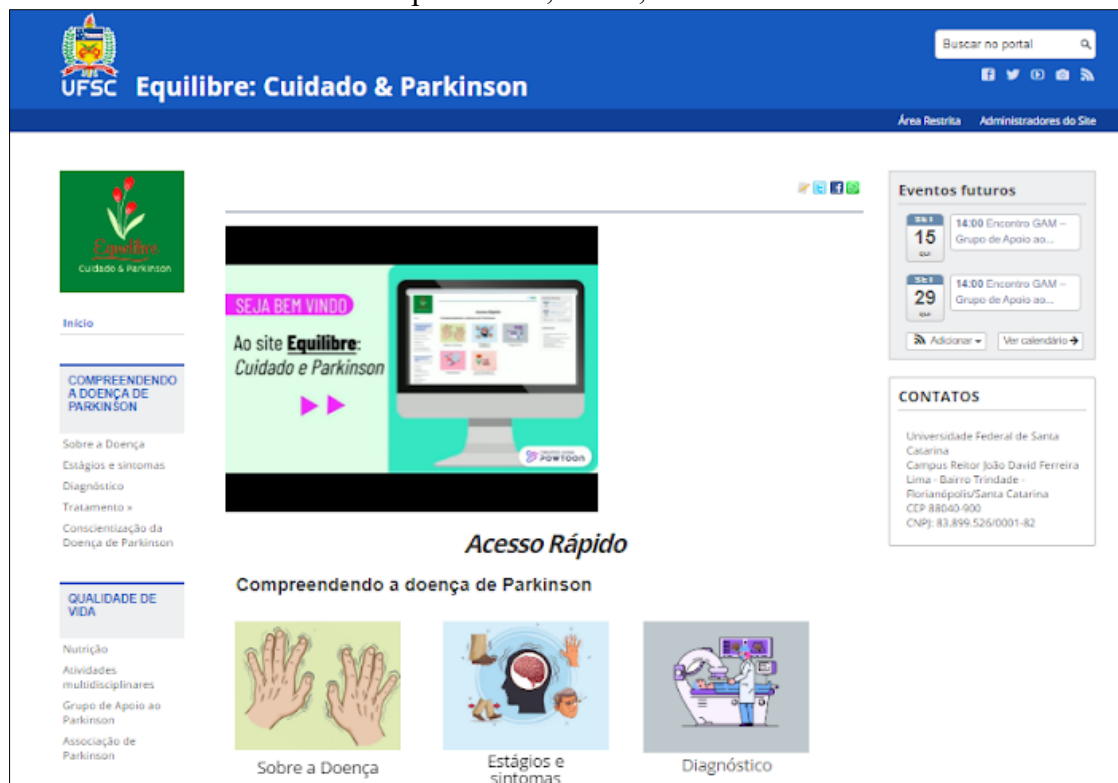 UFSC
Equilibre: Cuidado & Parkinson
Buscar no portal
Área Restrita Administradores do Site
Equilibre
Cuidado & Parkinson
Início
COMPREENDENDO
A DOENÇA DE
PARKINSON
Sobre a Doença
Estágios e sintomas
Diagnóstico
Tratamento »
Conscientização da
Doença de Parkinson
QUALIDADE DE
VIDA
Nutrição
Atividades
multidisciplinares
Grupo de Apoio ao
Parkinson
Associação de
Parkinson
SEJA BEM VINDO
Ao site Equilibre:
Cuidado e Parkinson
POWTOON
Acesso Rápido
Compreendendo a doença de Parkinson
Sobre a Doença
Estágios e
sintomas
Diagnóstico
Eventos futuros
SET
15
qui
14:00 Encontro GAM –
Grupo de Apoio ao...
SET
29
qui
14:00 Encontro GAM –
Grupo de Apoio ao...
Adicionar
Ver calendário
CONTATOS
Universidade Federal de Santa
Catarina
Campus Reitor João David Ferreira
Lima - Bairro Trindade -
Florianópolis/Santa Catarina
CEP 88040-900
CNPJ: 83.899.526/0001-82